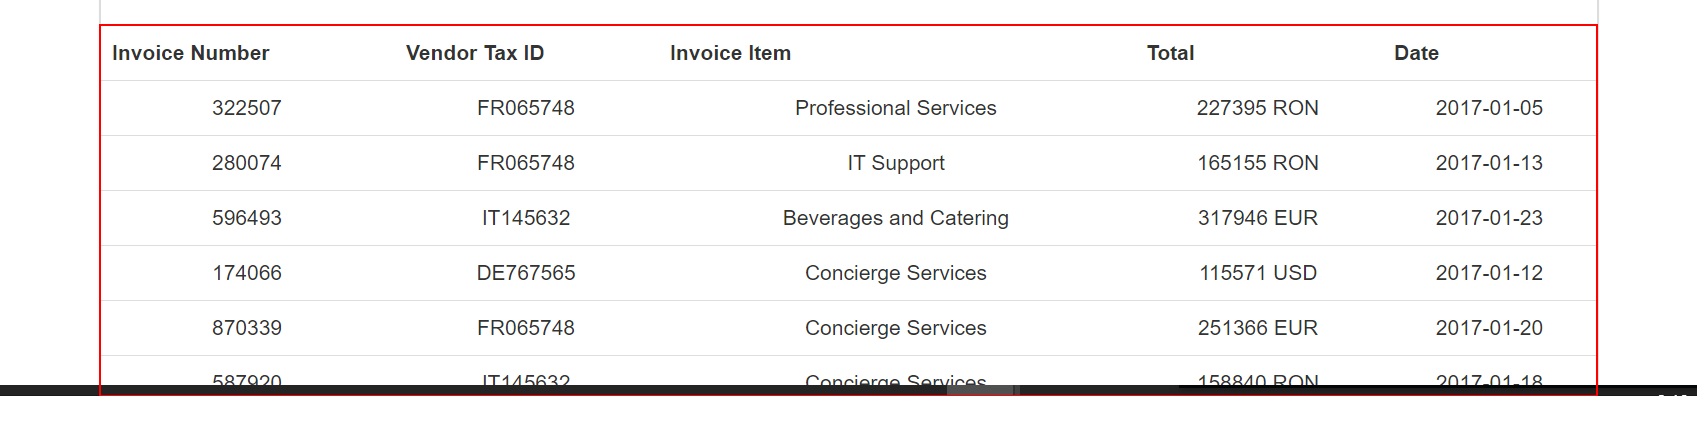 Invoice Number Vendor Tax ID Invoice Item Total Date
322507 FR065748 Professional Services 227395 RON 2017-01-05
280074 FR065748 IT Support 165155 RON 2017-01-13
596493 IT145632 Beverages and Catering 317946 EUR 2017-01-23
174066 DE767565 Concierge Services 115571 USD 2017-01-12
870339 FR065748 Concierge Services 251366 EUR 2017-01-20
587920 IT145632 Concierge Services 158840 RON 2017-01-18